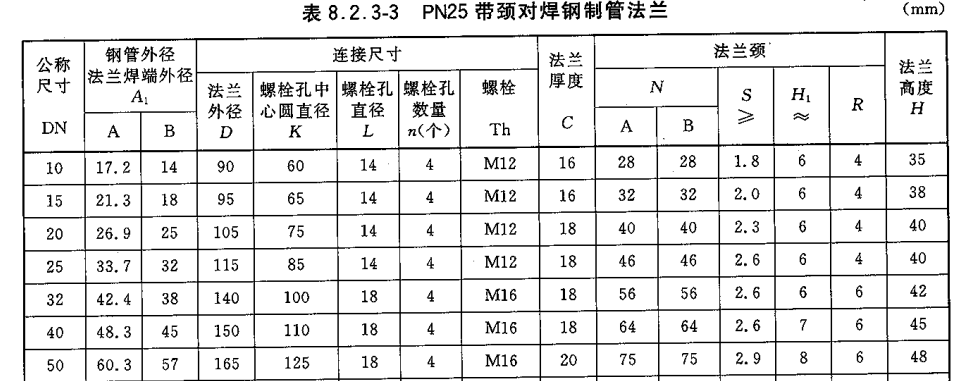 表 8.2.3-3 PN25 带颈对焊钢制管法兰 (mm)
公称尺寸 DN 钢管外径法兰焊端外径 A₁ 连接尺寸 法兰厚度 C 法兰颈 法兰高度 H
法兰外径 D 螺栓孔中心圆直径 K 螺栓孔直径 L 螺栓孔数量 n(个) 螺栓 Th N S ≥ H₁ ≈ R
A B A B
10 17.2 14 90 60 14 4 M12 16 28 28 1.8 6 4 35
15 21.3 18 95 65 14 4 M12 16 32 32 2.0 6 4 38
20 26.9 25 105 75 14 4 M12 18 40 40 2.3 6 4 40
25 33.7 32 115 85 14 4 M12 18 46 46 2.6 6 4 40
32 42.4 38 140 100 18 4 M16 18 56 56 2.6 6 6 42
40 48.3 45 150 110 18 4 M16 18 64 64 2.6 7 6 45
50 60.3 57 165 125 18 4 M16 20 75 75 2.9 8 6 48